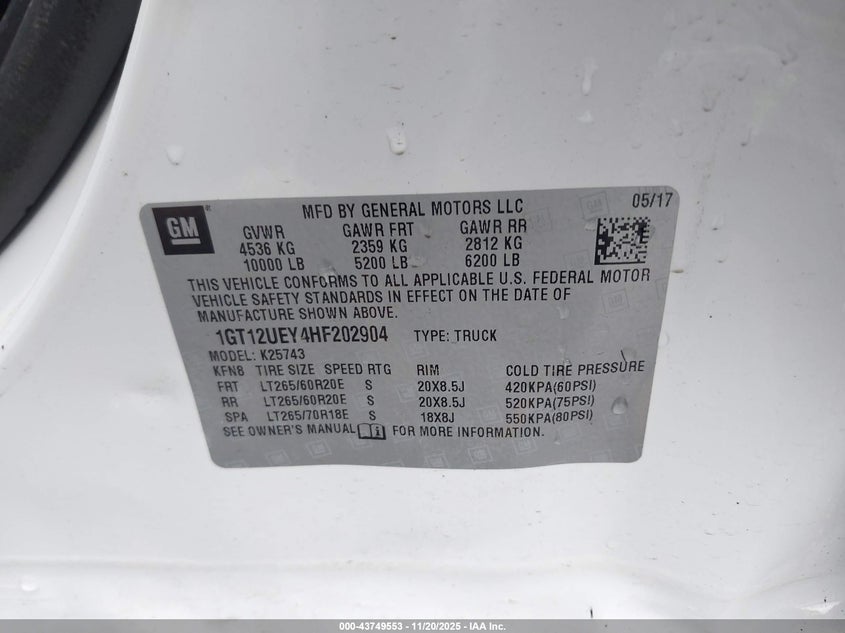 GM
MFD BY GENERAL MOTORS LLC 05/17
GVWR GAWR FRT GAWR RR
4536 KG 2359 KG 2812 KG
10000 LB 5200 LB 6200 LB
THIS VEHICLE CONFORMS TO ALL APPLICABLE U.S. FEDERAL MOTOR
VEHICLE SAFETY STANDARDS IN EFFECT ON THE DATE OF
MANUFACTURE SHOWN ABOVE.
1GT12UEY4HF202904 TYPE: TRUCK
MODEL: K25743
KFN8 TIRE SIZE SPEED RTG RIM COLD TIRE PRESSURE
FRT LT265/60R20E S 20X8.5J 420KPA(60PSI)
RR LT265/60R20E S 20X8.5J 520KPA(75PSI)
SPA LT265/70R18E S 18X8J 550KPA(80PSI)
SEE OWNER'S MANUAL FOR MORE INFORMATION.
000-43749553 - 11/20/2025 - IAA Inc.